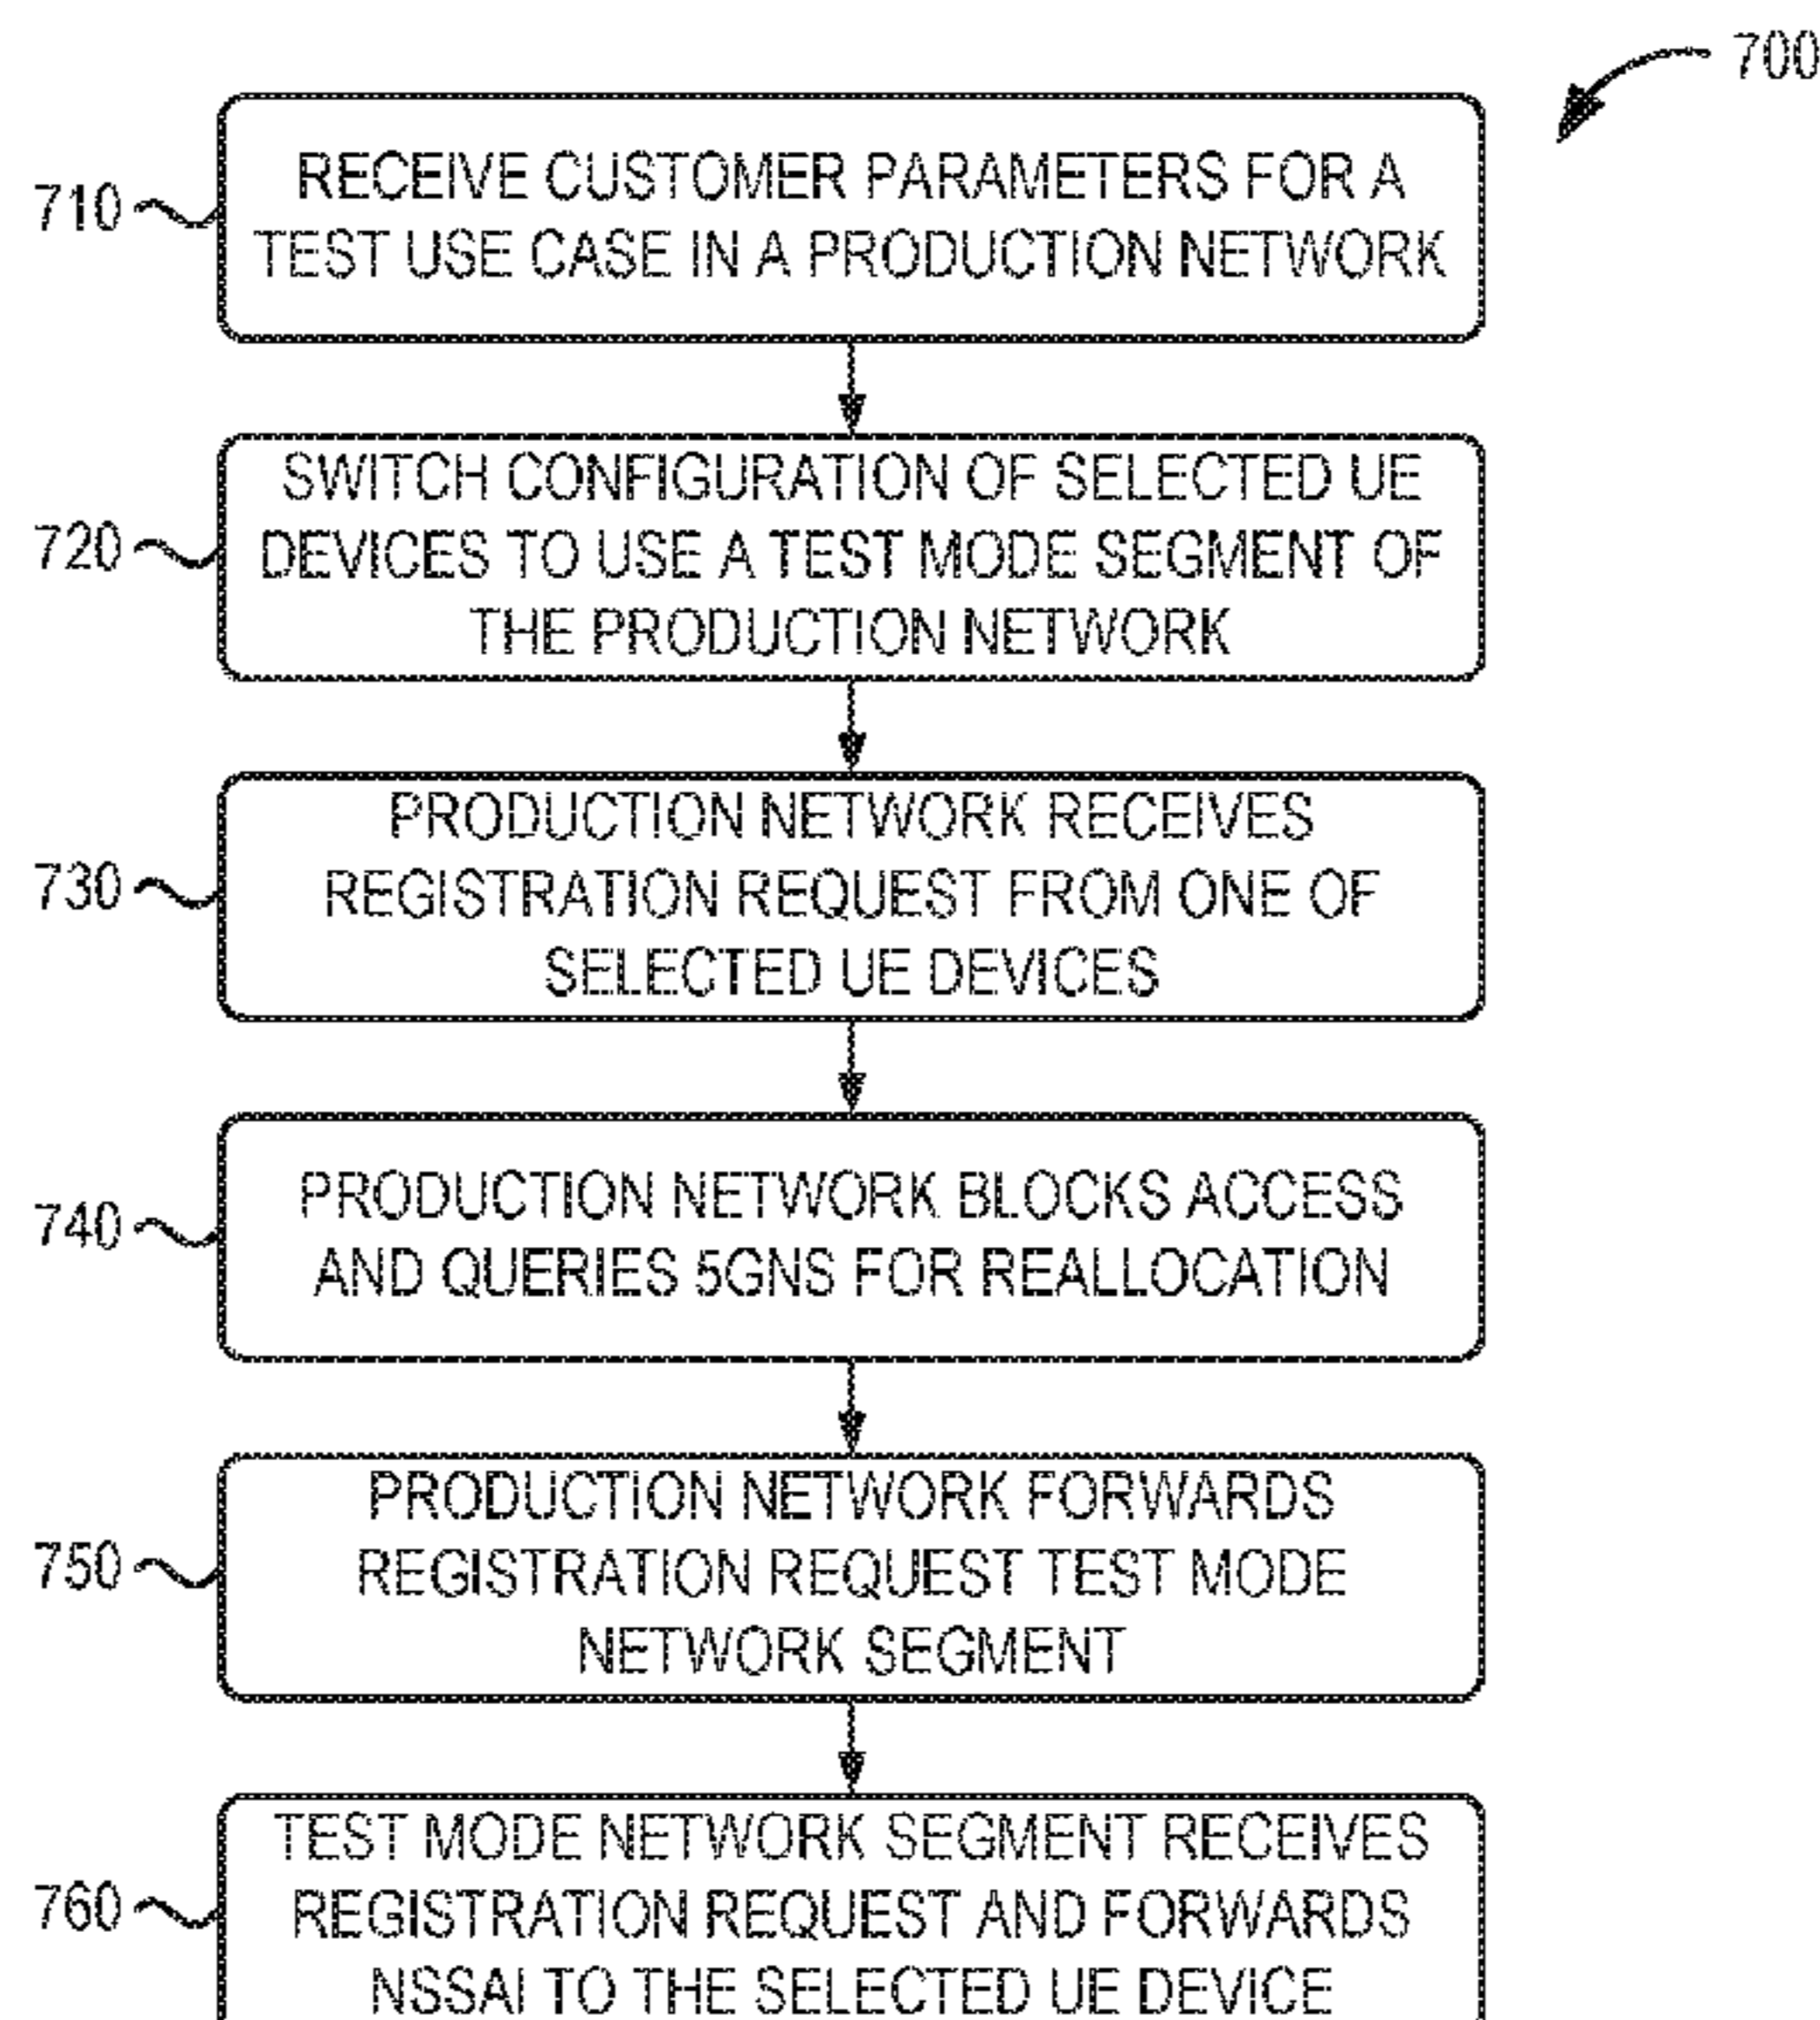 700
710
RECEIVE CUSTOMER PARAMETERS FOR A
TEST USE CASE IN A PRODUCTION NETWORK
720
SWITCH CONFIGURATION OF SELECTED UE
DEVICES TO USE A TEST MODE SEGMENT OF
THE PRODUCTION NETWORK
730
PRODUCTION NETWORK RECEIVES
REGISTRATION REQUEST FROM ONE OF
SELECTED UE DEVICES
740
PRODUCTION NETWORK BLOCKS ACCESS
AND QUERIES 5GNS FOR REALLOCATION
750
PRODUCTION NETWORK FORWARDS
REGISTRATION REQUEST TEST MODE
NETWORK SEGMENT
760
TEST MODE NETWORK SEGMENT RECEIVES
REGISTRATION REQUEST AND FORWARDS
NSSAI TO THE SELECTED UE DEVICE